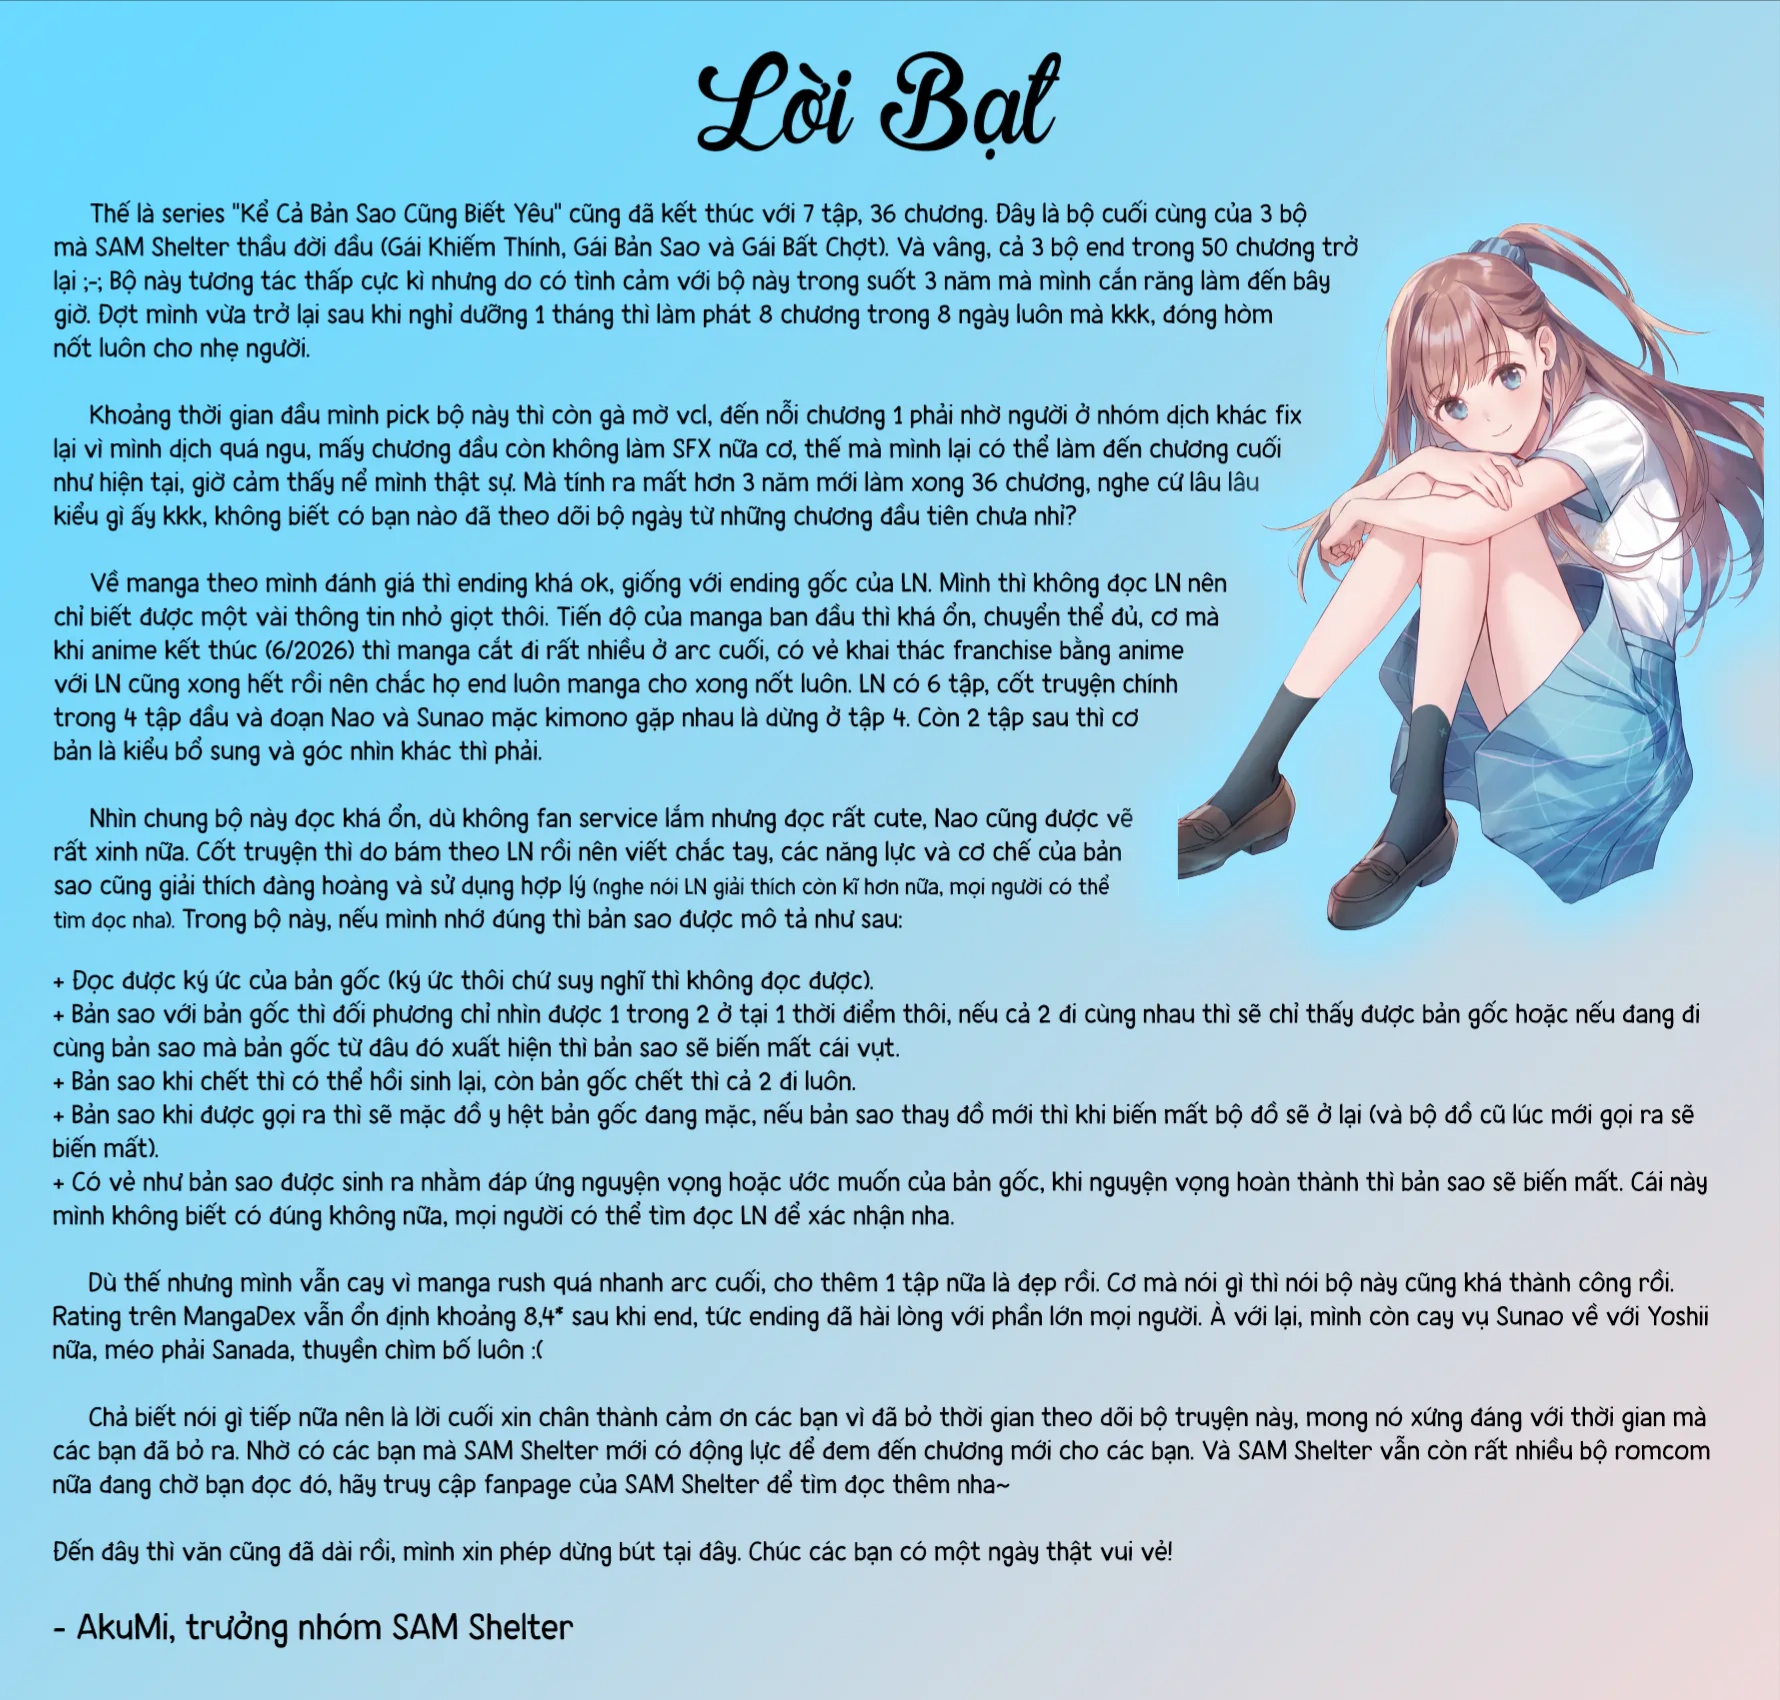 Lời Bạt
Thế là series "Kể Cả Bản Sao Cũng Biết Yêu" cũng đã kết thúc với 7 tập, 36 chương. Đây là bộ cuối cùng của 3 bộ
mà SAM Shelter thầu đời đầu (Gái Khiếm Thính, Gái Bản Sao và Gái Bất Chợt). Và vâng, cả 3 bộ end trong 50 chương trở
lại ;-; Bộ này tương tác thấp cực kì nhưng do có tình cảm với bộ này trong suốt 3 năm mà mình cắn răng làm đến bây
giờ. Đợt mình vừa trở lại sau khi nghỉ dưỡng 1 tháng thì làm phát 8 chương trong 8 ngày luôn mà kkk, đóng hòm
nốt luôn cho nhẹ người.
Khoảng thời gian đầu mình pick bộ này thì còn gà mờ vcl, đến nỗi chương 1 phải nhờ người ở nhóm dịch khác fix
lại vì mình dịch quá ngu, mấy chương đầu còn không làm SFX nữa cơ, thế mà mình lại có thể làm đến chương cuối
như hiện tại, giờ cảm thấy nể mình thật sự. Mà tính ra mất hơn 3 năm mới làm xong 36 chương, nghe cứ lâu lâu
kiểu gì ấy kkk, không biết có bạn nào đã theo dõi bộ ngày từ những chương đầu tiên chưa nhỉ?
Về manga theo mình đánh giá thì ending khá ok, giống với ending gốc của LN. Mình thì không đọc LN nên
chỉ biết được một vài thông tin nhỏ giọt thôi. Tiến độ của manga ban đầu thì khá ổn, chuyển thể đủ, cơ mà
khi anime kết thúc (6/2026) thì manga cắt đi rất nhiều ở arc cuối, có vẻ khai thác franchise bằng anime
với LN cũng xong hết rồi nên chắc họ end luôn manga cho xong nốt luôn. LN có 6 tập, cốt truyện chính
trong 4 tập đầu và đoạn Nao và Sunao mặc kimono gặp nhau là dừng ở tập 4. Còn 2 tập sau thì cơ
bản là kiểu bổ sung và góc nhìn khác thì phải.
Nhìn chung bộ này đọc khá ổn, dù không fan service lắm nhưng đọc rất cute, Nao cũng được vẽ
rất xinh nữa. Cốt truyện thì do bám theo LN rồi nên viết chắc tay, các năng lực và cơ chế của bản
sao cũng giải thích đàng hoàng và sử dụng hợp lý (nghe nói LN giải thích còn kĩ hơn nữa, mọi người có thể
tìm đọc nha). Trong bộ này, nếu mình nhớ đúng thì bản sao được mô tả như sau:
+ Đọc được ký ức của bản gốc (ký ức thôi chứ suy nghĩ thì không đọc được).
+ Bản sao với bản gốc thì đối phương chỉ nhìn được 1 trong 2 ở tại 1 thời điểm thôi, nếu cả 2 đi cùng nhau thì sẽ chỉ thấy được bản gốc hoặc nếu đang đi
cùng bản sao mà bản gốc từ đâu đó xuất hiện thì bản sao sẽ biến mất cái vụt.
+ Bản sao khi chết thì có thể hồi sinh lại, còn bản gốc chết thì cả 2 đi luôn.
+ Bản sao khi được gọi ra thì sẽ mặc đồ y hệt bản gốc đang mặc, nếu bản sao thay đồ mới thì khi biến mất bộ đồ sẽ ở lại (và bộ đồ cũ lúc mới gọi ra sẽ
biến mất).
+ Có vẻ như bản sao được sinh ra nhằm đáp ứng nguyện vọng hoặc ước muốn của bản gốc, khi nguyện vọng hoàn thành thì bản sao sẽ biến mất. Cái này
mình không biết có đúng không nữa, mọi người có thể tìm đọc LN để xác nhận nha.
Dù thế nhưng mình vẫn cay vì manga rush quá nhanh arc cuối, cho thêm 1 tập nữa là đẹp rồi. Cơ mà nói gì thì nói bộ này cũng khá thành công rồi.
Rating trên MangaDex vẫn ổn định khoảng 8,4* sau khi end, tức ending đã hài lòng với phần lớn mọi người. À với lại, mình còn cay vụ Sunao về với Yoshii
nữa, méo phải Sanada, thuyền chìm bố luôn :(
Chả biết nói gì tiếp nữa nên là lời cuối xin chân thành cảm ơn các bạn vì đã bỏ thời gian theo dõi bộ truyện này, mong nó xứng đáng với thời gian mà
các bạn đã bỏ ra. Nhờ có các bạn mà SAM Shelter mới có động lực để đem đến chương mới cho các bạn. Và SAM Shelter vẫn còn rất nhiều bộ romcom
nữa đang chờ bạn đọc đó, hãy truy cập fanpage của SAM Shelter để tìm đọc thêm nha~
Đến đây thì văn cũng đã dài rồi, mình xin phép dừng bút tại đây. Chúc các bạn có một ngày thật vui vẻ!
- AkuMi, trưởng nhóm SAM Shelter